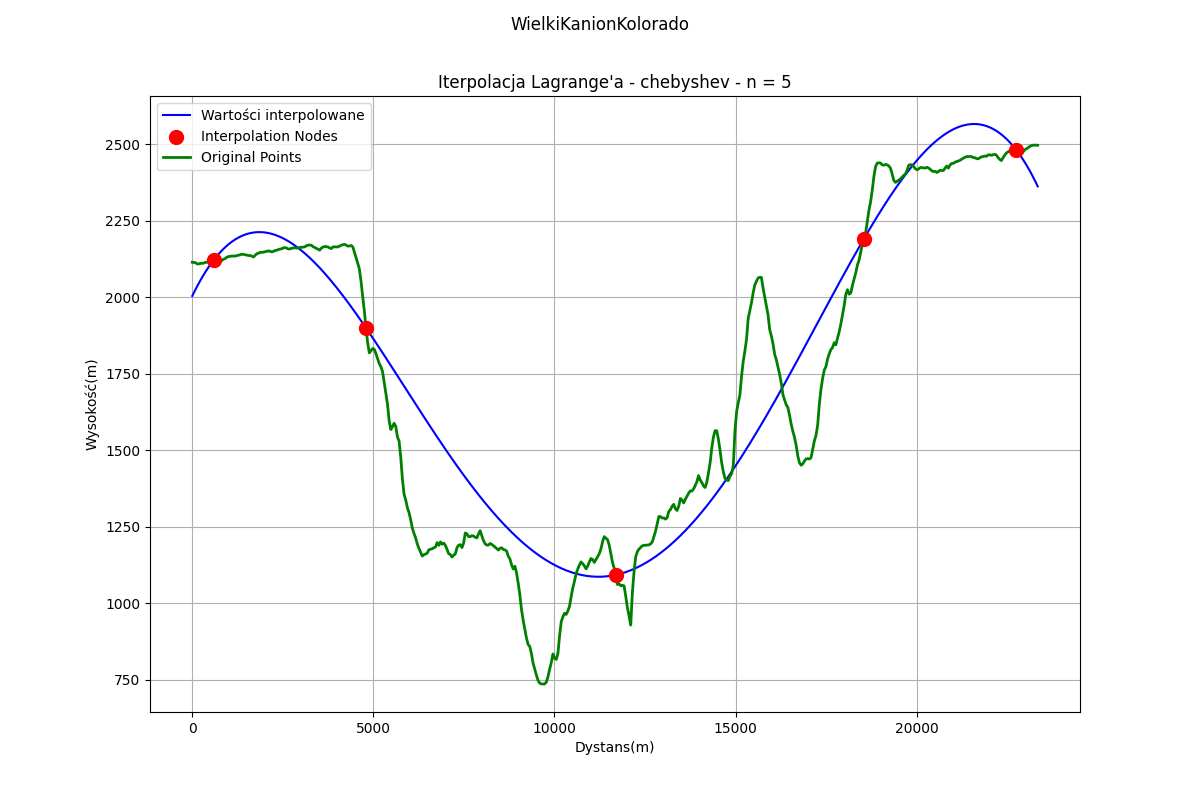 WielkiKanionKolorado
Iterpolacja Lagrange'a - chebyshev - n = 5
Wartości interpolowane
Interpolation Nodes
Original Points
2500
2250
2000
1750
1500
1250
1000
750
Wysokość(m)
0 5000 10000 15000 20000
Dystans(m)